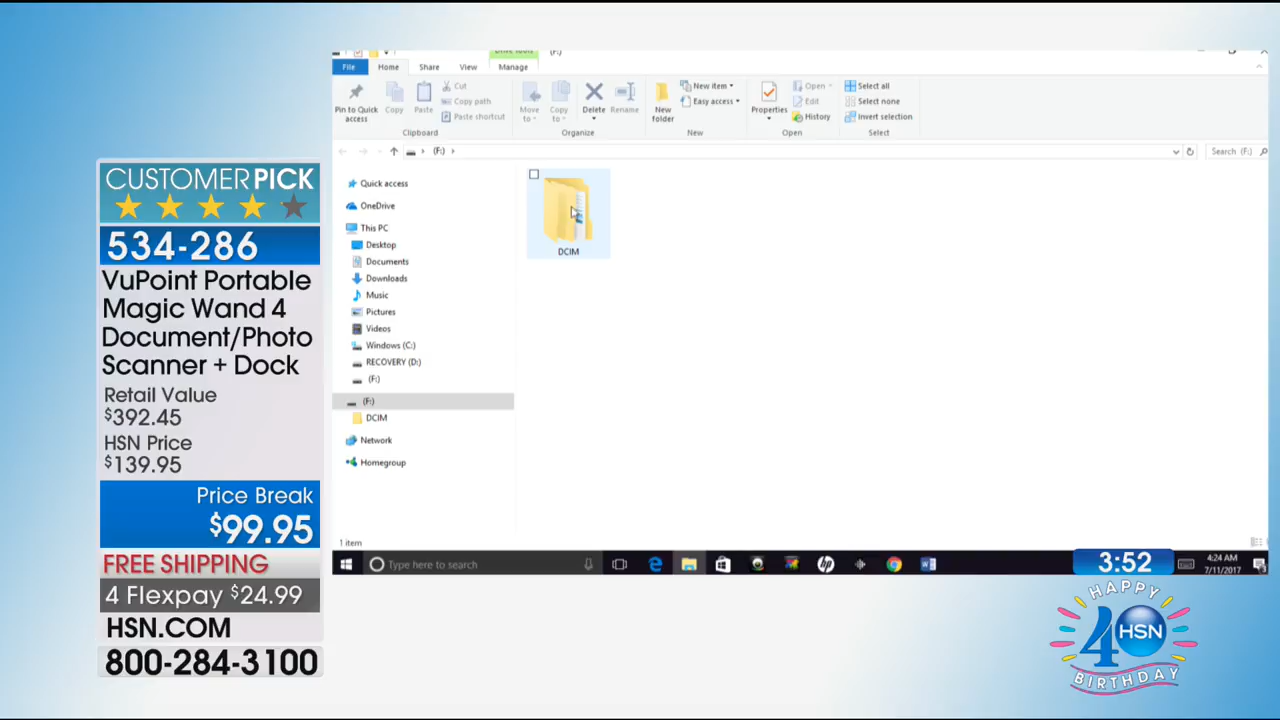 CUSTOMER PICK
534-286
VuPoint Portable
Magic Wand 4
Document/Photo
Scanner + Dock
Retail Value
$392.45
HSN Price
$139.95
Price Break
$99.95
FREE SHIPPING
4 Flexpay $24.99
HSN.COM
800-284-3100
Drive Tools (F:)
File Home Share View Manage
Pin to Quick access
Copy
Paste
Cut
Copy path
Paste shortcut
Clipboard
Move to
Copy to
Delete
Rename
Organize
New folder
New item
Easy access
New
Properties
Open
Edit
History
Open
Select all
Select none
Invert selection
Select
(F:)
Search (F:)
Quick access
OneDrive
This PC
Desktop
Documents
Downloads
Music
Pictures
Videos
Windows (C:)
RECOVERY (D:)
(F:)
(F:)
DCIM
Network
Homegroup
DCIM
1 item
Type here to search
hp
3:52
4:24 AM
7/11/2017
HAPPY
40
HSN
BIRTHDAY